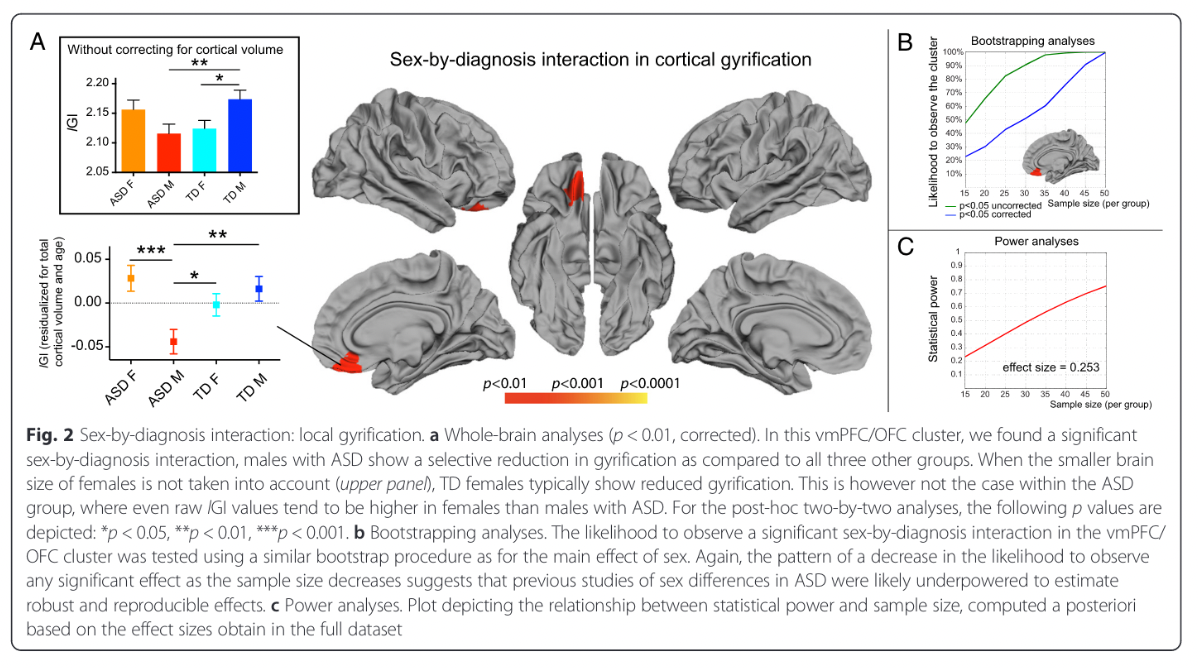 A
Without correcting for cortical volume
lGI
2.20
2.15
2.10
2.05
**
*
ASD F
ASD M
TD F
TD M
Sex-by-diagnosis interaction in cortical gyrification
lGI (residualized for total
cortical volume and age)
0.05
0.00
-0.05
***
**
*
ASD F
ASD M
TD F
TD M
p<0.01 p<0.001 p<0.0001
B
Bootstrapping analyses
Likelihood to observe the cluster
100%
90%
80%
70%
60%
50%
40%
30%
20%
10%
15 20 25 30 35 40 45 50
Sample size (per group)
p<0.05 uncorrected
p<0.05 corrected
C
Power analyses
Statistical power
1
0.9
0.8
0.7
0.6
0.5
0.4
0.3
0.2
0.1
effect size = 0.253
15 20 25 30 35 40 45 50
Sample size (per group)
Fig. 2 Sex-by-diagnosis interaction: local gyrification. a Whole-brain analyses (p < 0.01, corrected). In this vmPFC/OFC cluster, we found a significant
sex-by-diagnosis interaction, males with ASD show a selective reduction in gyrification as compared to all three other groups. When the smaller brain
size of females is not taken into account (upper panel), TD females typically show reduced gyrification. This is however not the case within the ASD
group, where even raw lGI values tend to be higher in females than males with ASD. For the post-hoc two-by-two analyses, the following p values are
depicted: *p < 0.05, **p < 0.01, ***p < 0.001. b Bootstrapping analyses. The likelihood to observe a significant sex-by-diagnosis interaction in the vmPFC/
OFC cluster was tested using a similar bootstrap procedure as for the main effect of sex. Again, the pattern of a decrease in the likelihood to observe
any significant effect as the sample size decreases suggests that previous studies of sex differences in ASD were likely underpowered to estimate
robust and reproducible effects. c Power analyses. Plot depicting the relationship between statistical power and sample size, computed a posteriori
based on the effect sizes obtain in the full dataset